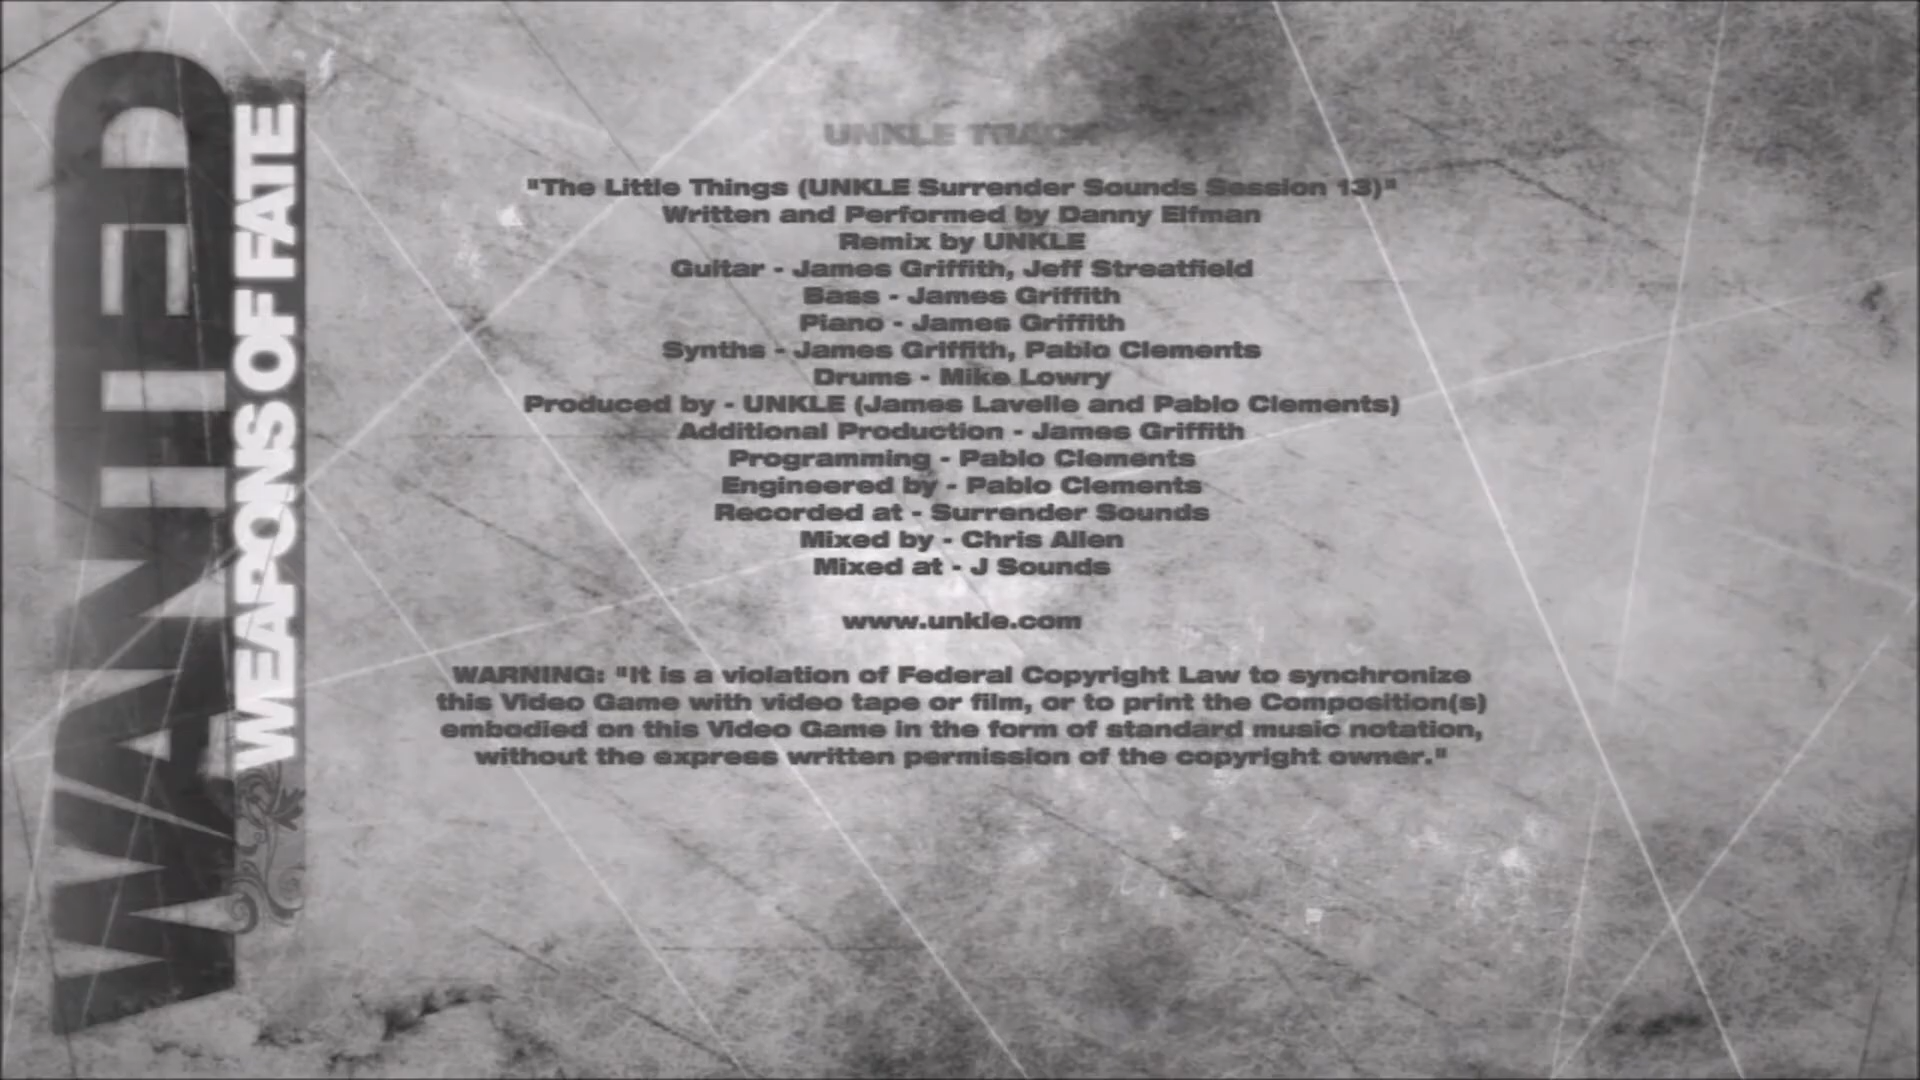 WANTED
WEAPONS OF FATE
UNKLE TRACK
"The Little Things (UNKLE Surrender Sounds Session 13)"
Written and Performed by Danny Elfman
Remix by UNKLE
Guitar - James Griffith, Jeff Streatfield
Bass - James Griffith
Piano - James Griffith
Synths - James Griffith, Pablo Clements
Drums - Mike Lowry
Produced by - UNKLE (James Lavelle and Pablo Clements)
Additional Production - James Griffith
Programming - Pablo Clements
Engineered by - Pablo Clements
Recorded at - Surrender Sounds
Mixed by - Chris Allen
Mixed at - J Sounds
www.unkle.com
WARNING: "It is a violation of Federal Copyright Law to synchronize
this Video Game with video tape or film, or to print the Composition(s)
embodied on this Video Game in the form of standard music notation,
without the express written permission of the copyright owner."